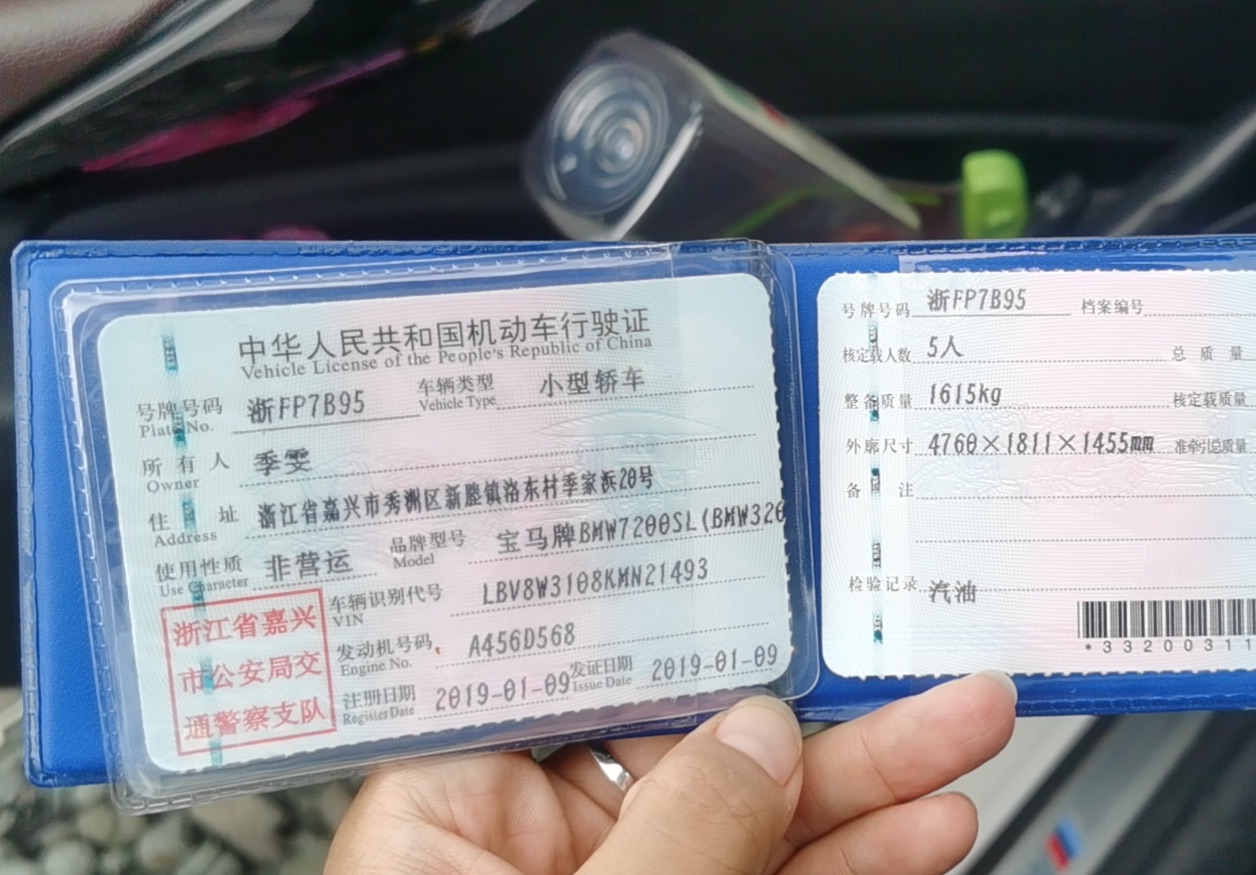 中华人民共和国机动车行驶证
Vehicle License of the People's Republic of China
号牌号码 浙FP7B95 车辆类型 小型轿车
Plate No. Vehicle Type
所有人 季雯
Owner
住址 浙江省嘉兴市秀洲区新塍镇洛东村季家浜20号
Address
使用性质 非营运 品牌型号 宝马牌BMW7200SL(BMW320
Use Character Model
车辆识别代号 LBV8W3108KMN21493
VIN
发动机号码 A456D568
Engine No.
注册日期 2019-01-09 发证日期 2019-01-09
Register Date Issue Date
浙江省嘉兴
市公安局交
通警察支队
号牌号码 浙FP7B95 档案编号
核定载人数 5人 总质量
整备质量 1615kg 核定载质量
外廓尺寸 4760×1811×1455mm 准牵引总质量
备注
检验记录 汽油
*33200311